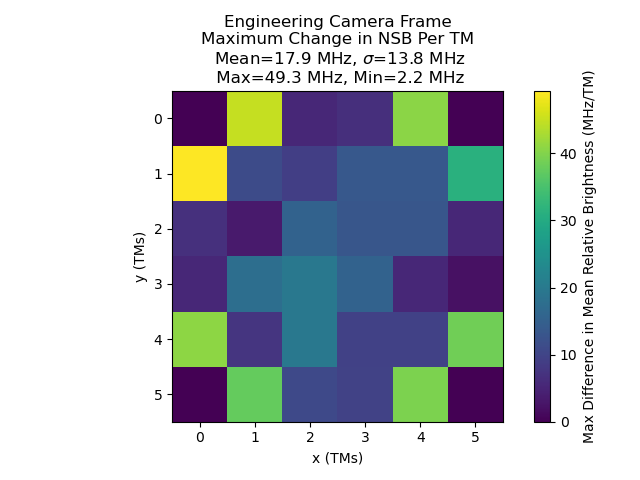 Engineering Camera Frame
Maximum Change in NSB Per TM
Mean=17.9 MHz, σ=13.8 MHz
Max=49.3 MHz, Min=2.2 MHz
0
1
2
3
4
5
y (TMs)
0 1 2 3 4 5
x (TMs)
40
30
20
10
0
Max Difference in Mean Relative Brightness (MHz/TM)